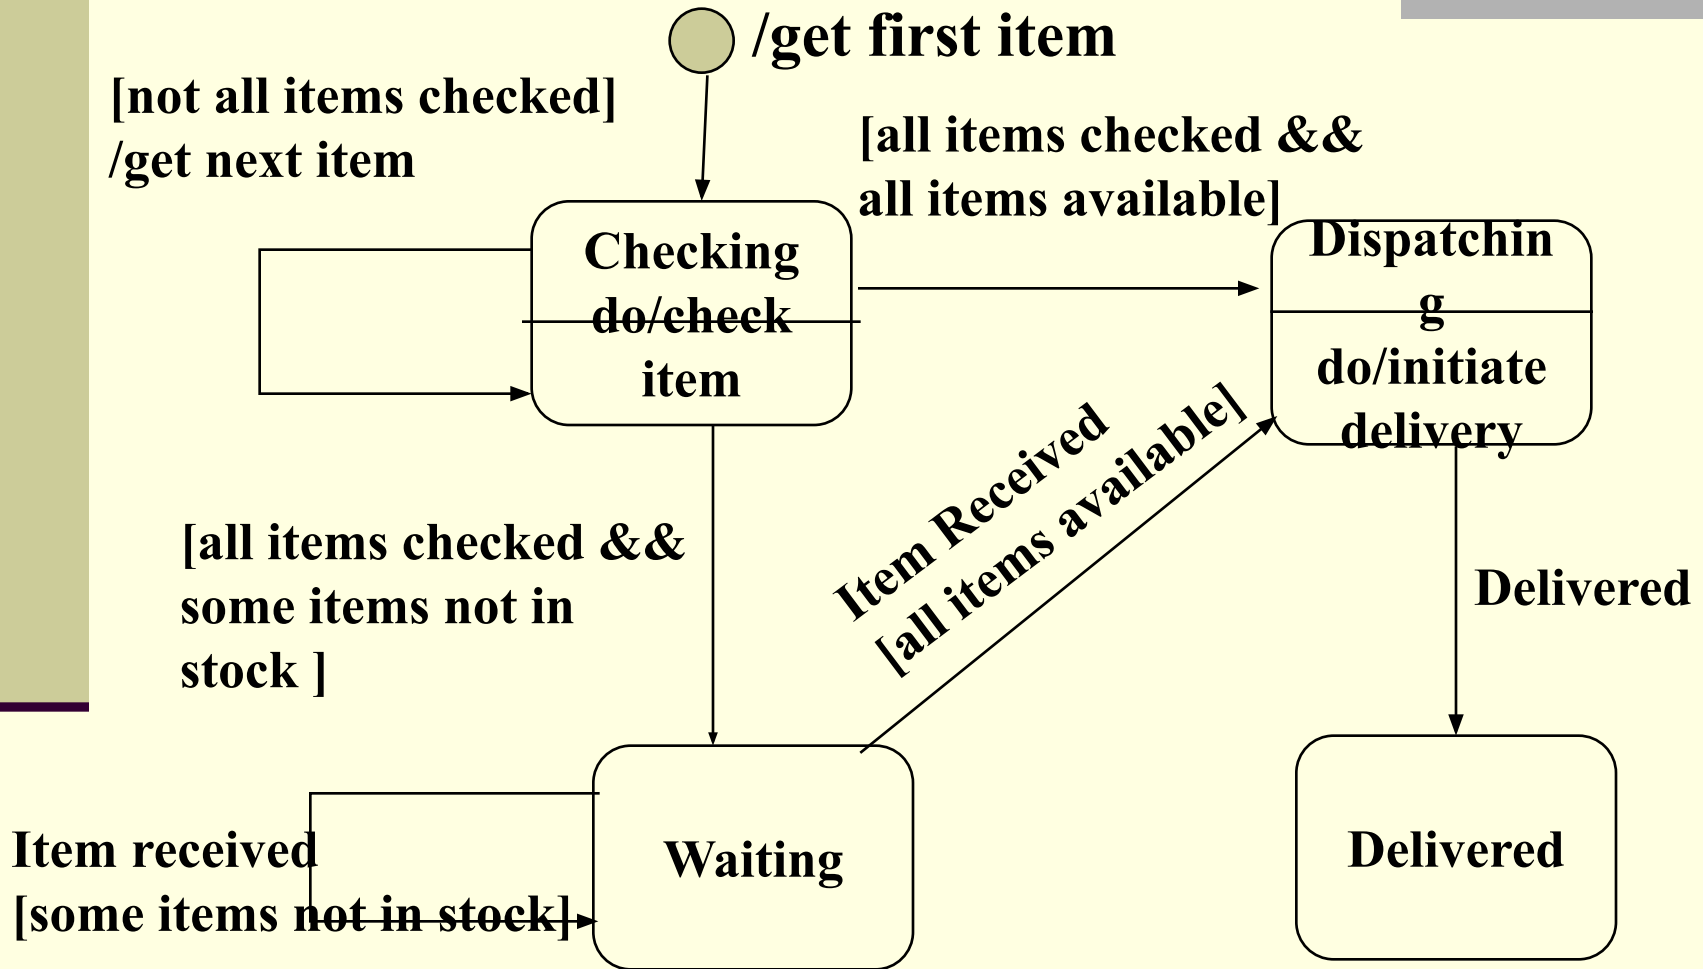 /get first item
[not all items checked]
/get next item
[all items checked &&
all items available]
Checking
do/check
item
Dispatchin
g
do/initiate
delivery
Item Received
[all items available]
[all items checked &&
some items not in
stock ]
Delivered
Waiting
Item received
[some items not in stock]
Delivered